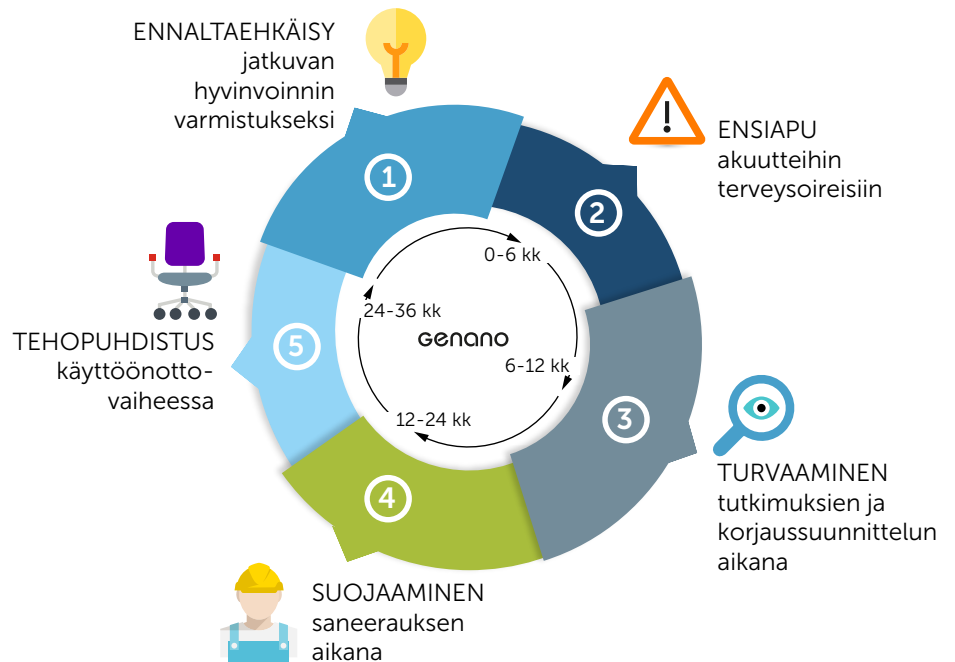 ENNALTAEHKÄISY
jatkuvan
hyvinvoinnin
varmistukseksi
1
ENSIAPU
akuutteihin
terveysoireisiin
2
0-6 kk
24-36 kk
genano
6-12 kk
12-24 kk
TEHOPUHDISTUS
käyttöönotto-
vaiheessa
5
3
TURVAAMINEN
tutkimuksien ja
korjaussuunnittelun
aikana
4
SUOJAAMINEN
saneerauksen
aikana